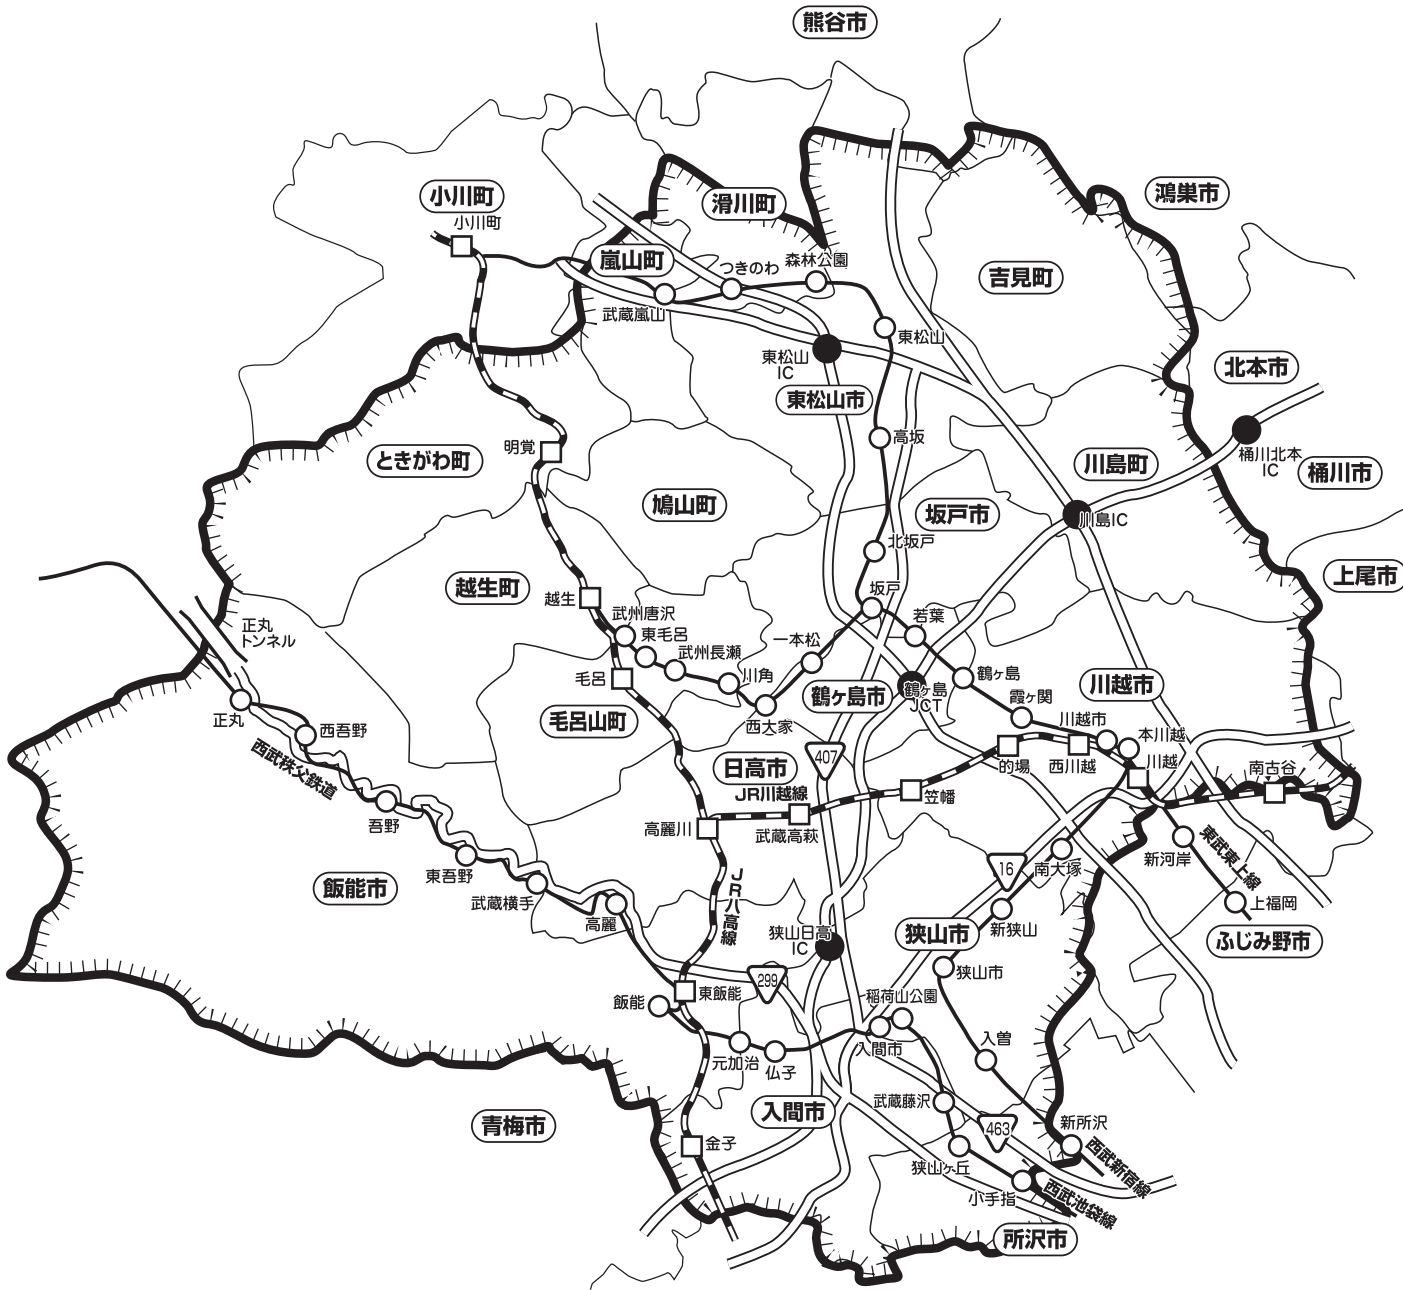 熊谷市
小川町
小川町
滑川町
鴻巣市
嵐山町
つきのわ
森林公園
吉見町
武蔵嵐山
東松山
東松山
IC
北本市
東松山市
高坂
明覚
ときがわ町
川島町
桶川北本
IC
桶川市
鳩山町
坂戸市
川島IC
北坂戸
上尾市
越生町
越生
坂戸
武州唐沢
若葉
正丸
トンネル
東毛呂
一本松
武州長瀬
川角
鶴ヶ島
毛呂
鶴ヶ島市
鶴ヶ島
JCT
川越市
霞ヶ関
正丸
西吾野
毛呂山町
西大家
川越市
本川越
西武秩父鉄道
407
日高市
的場
西川越
川越
南古谷
JR川越線
笠幡
吾野
高麗川
武蔵高萩
新河岸
東武東上線
東吾野
16
南大塚
飯能市
武蔵横手
JR八高線
上福岡
高麗
狭山日高
IC
狭山市
新狭山
ふじみ野市
299
狭山市
飯能
東飯能
稲荷山公園
元加治
仏子
入間市
入曽
青梅市
入間市
武蔵藤沢
463
新所沢
金子
狭山ヶ丘
西武新宿線
小手指
西武池袋線
所沢市